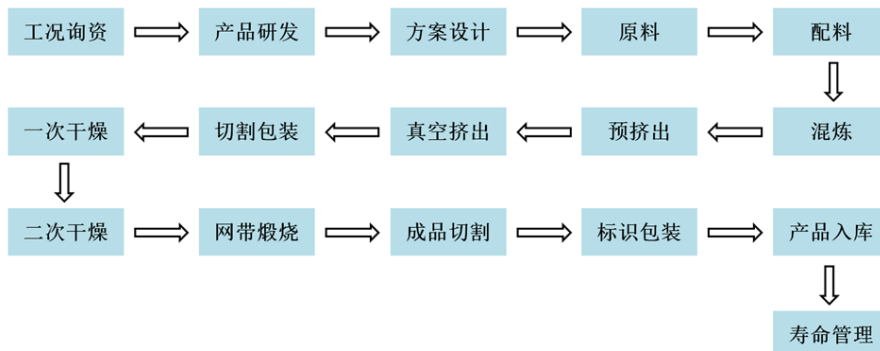 工况询资
产品研发
方案设计
原料
配料
混炼
预挤出
真空挤出
切割包装
一次干燥
二次干燥
网带煅烧
成品切割
标识包装
产品入库
寿命管理